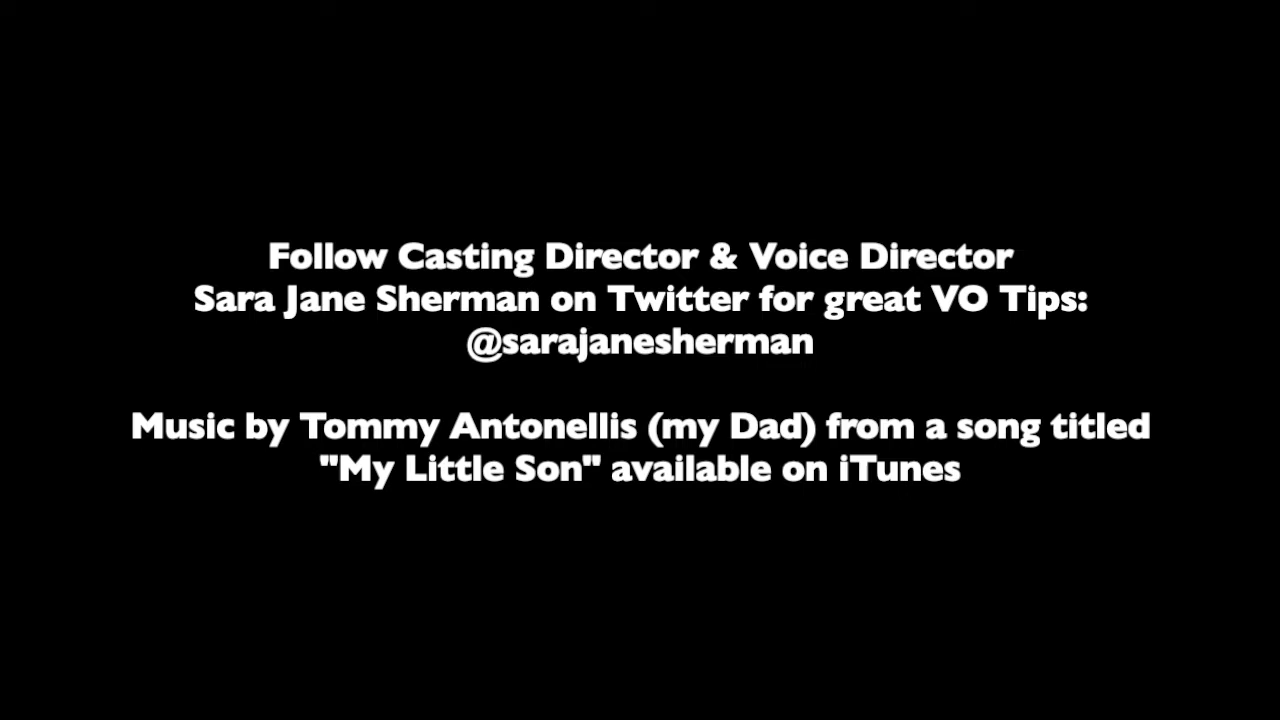 Follow Casting Director & Voice Director
Sara Jane Sherman on Twitter for great VO Tips:
@sarajanesherman
Music by Tommy Antonellis (my Dad) from a song titled
"My Little Son" available on iTunes